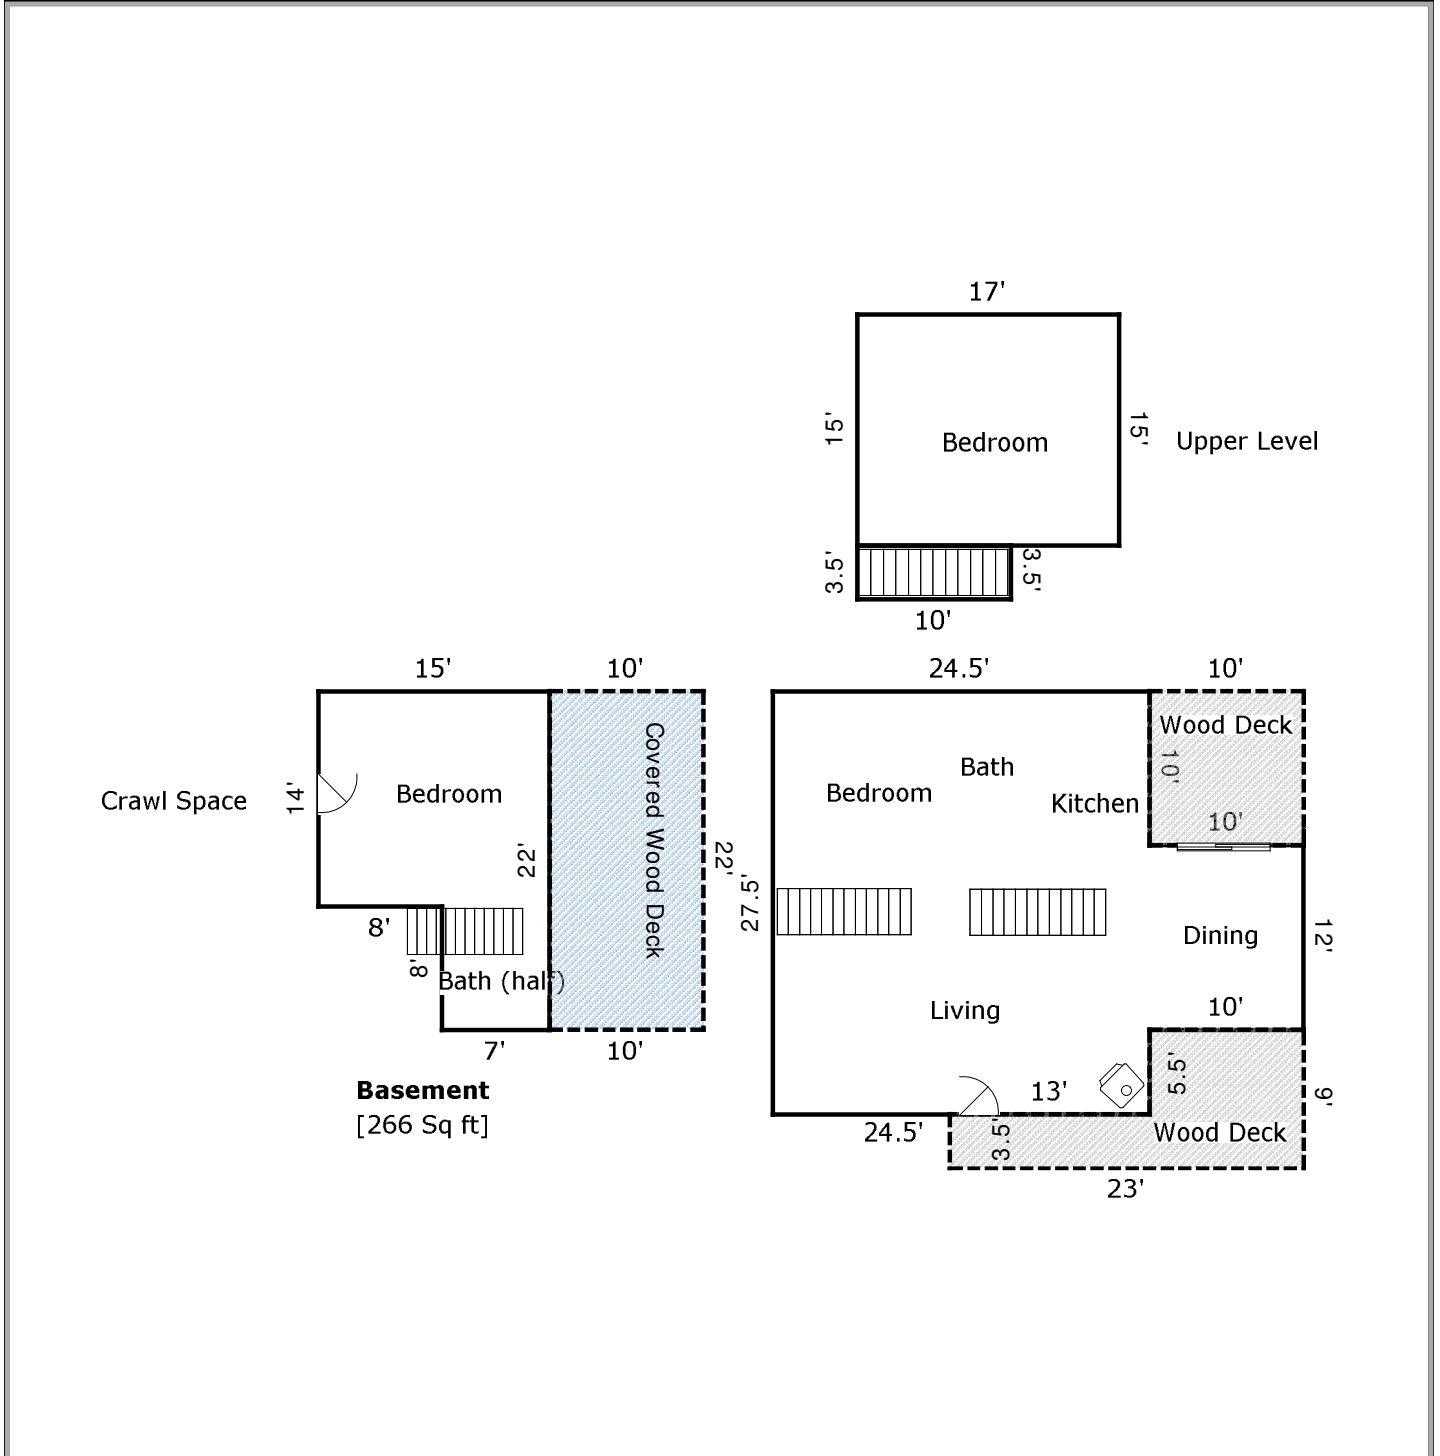 17'
15'
Bedroom
15'
Upper Level
3.5'
3.5'
10'
15'
10'
24.5'
10'
Wood Deck
10'
10'
Bath
Bedroom
Kitchen
Crawl Space
14'
Bedroom
22'
Covered Wood Deck
22'
27.5'
8'
8'
Bath (half)
7'
10'
Dining
12'
10'
Living
5.5'
13'
9'
24.5'
3.5'
Wood Deck
23'
Basement
[266 Sq ft]